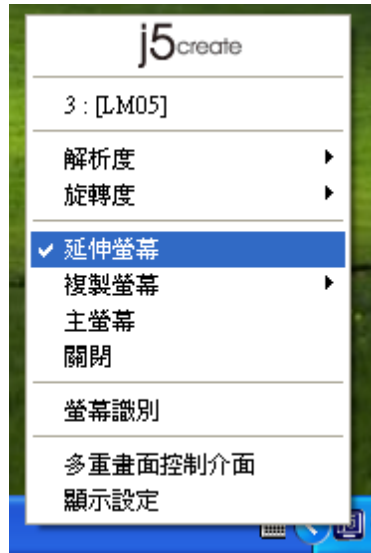 j5create
3 : [LM05]
解析度
旋轉度
延伸螢幕
複製螢幕
主螢幕
關閉
螢幕識別
多重畫面控制介面
顯示設定